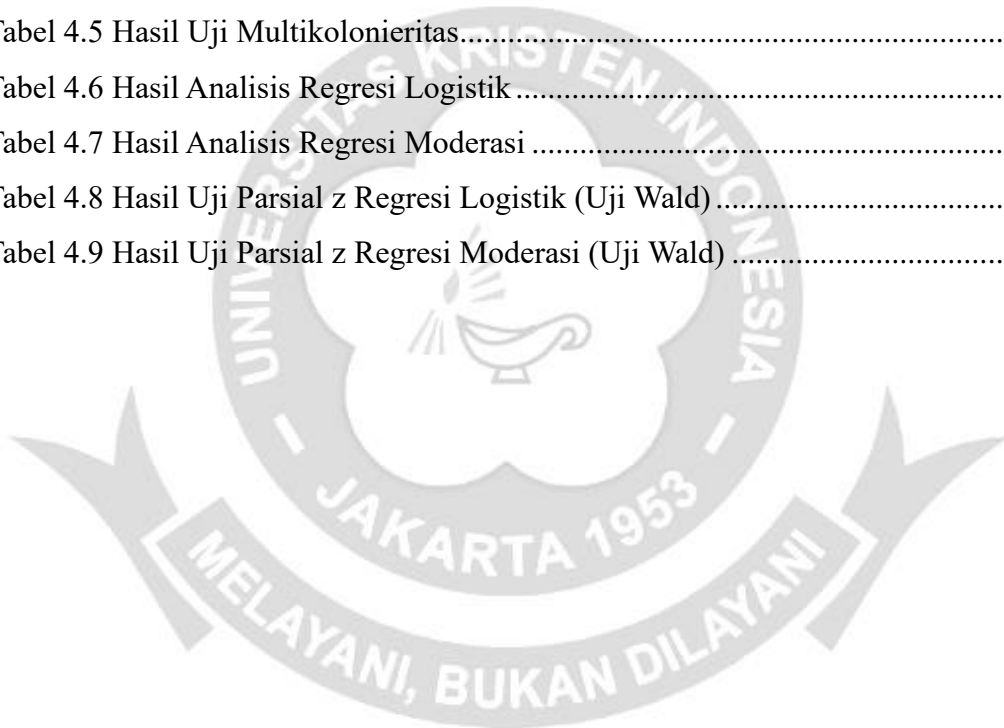 Tabel 4.5 Hasil Uji Multikolonieritas..........................................................
Tabel 4.6 Hasil Analisis Regresi Logistik....................................................
Tabel 4.7 Hasil Analisis Regresi Moderasi..................................................
Tabel 4.8 Hasil Uji Parsial z Regresi Logistik (Uji Wald)...............................
Tabel 4.9 Hasil Uji Parsial z Regresi Moderasi (Uji Wald).............................
UNIVERSITAS KRISTEN INDONESIA
- JAKARTA 1953 -
MELAYANI, BUKAN DILAYANI